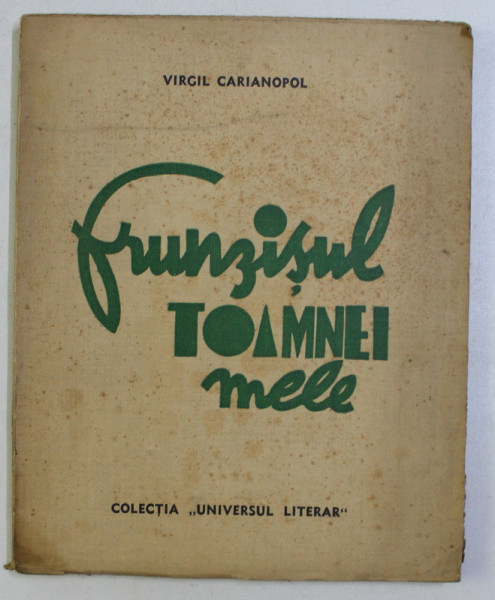 VIRGIL CARIANOPOL
frunzișul
TOAMNEI
mele
COLECȚIA „UNIVERSUL LITERAR“